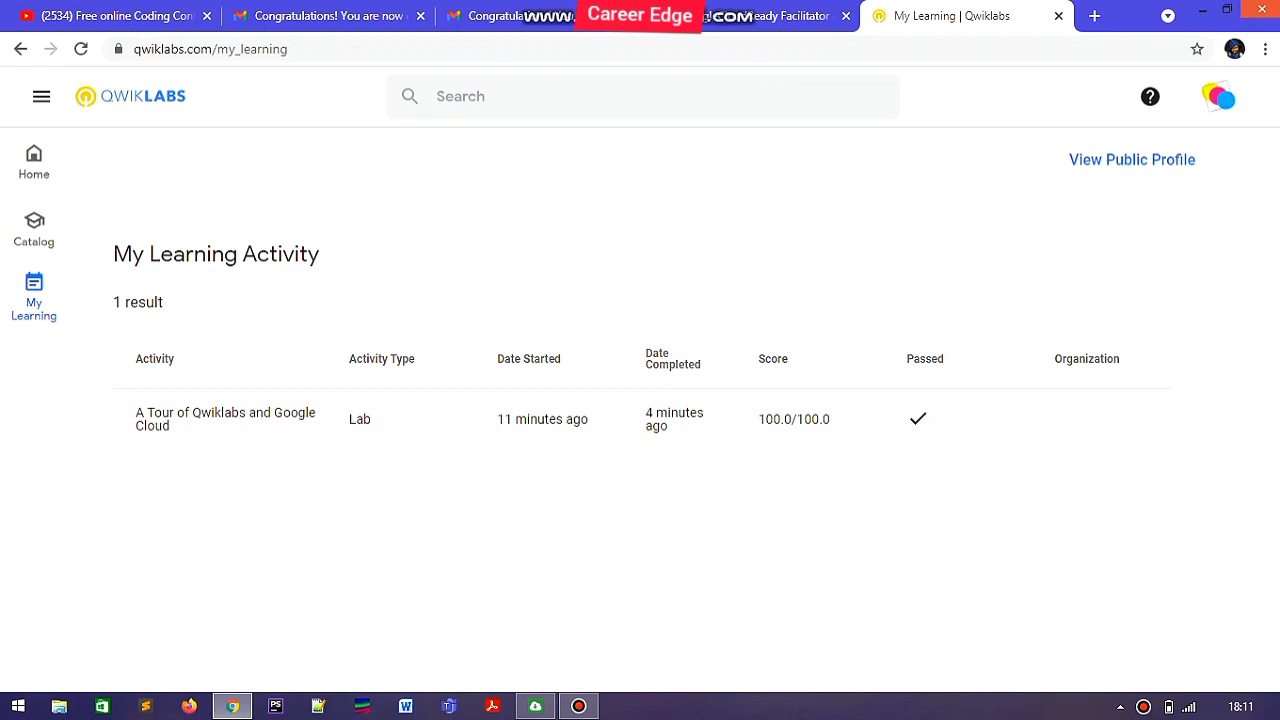 (2534) Free online Coding Con
Congratulations! You are now
Congratula
WWW.
Career Edge
COM
eady Facilitator
My Learning | Qwiklabs
qwiklabs.com/my_learning
QWIKLABS
Search
View Public Profile
Home
Catalog
My
Learning
My Learning Activity
1 result
Activity
Activity Type
Date Started
Date
Completed
Score
Passed
Organization
A Tour of Qwiklabs and Google
Cloud
Lab
11 minutes ago
4 minutes
ago
100.0/100.0
18:11